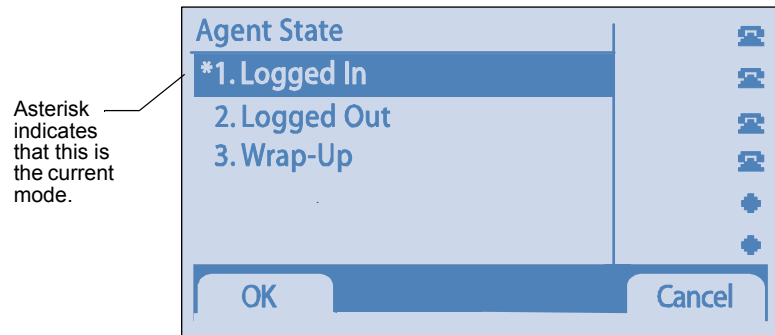 Agent State
*1. Logged In
2. Logged Out
3. Wrap-Up
OK
Cancel
Asterisk
indicates
that this is
the current
mode.